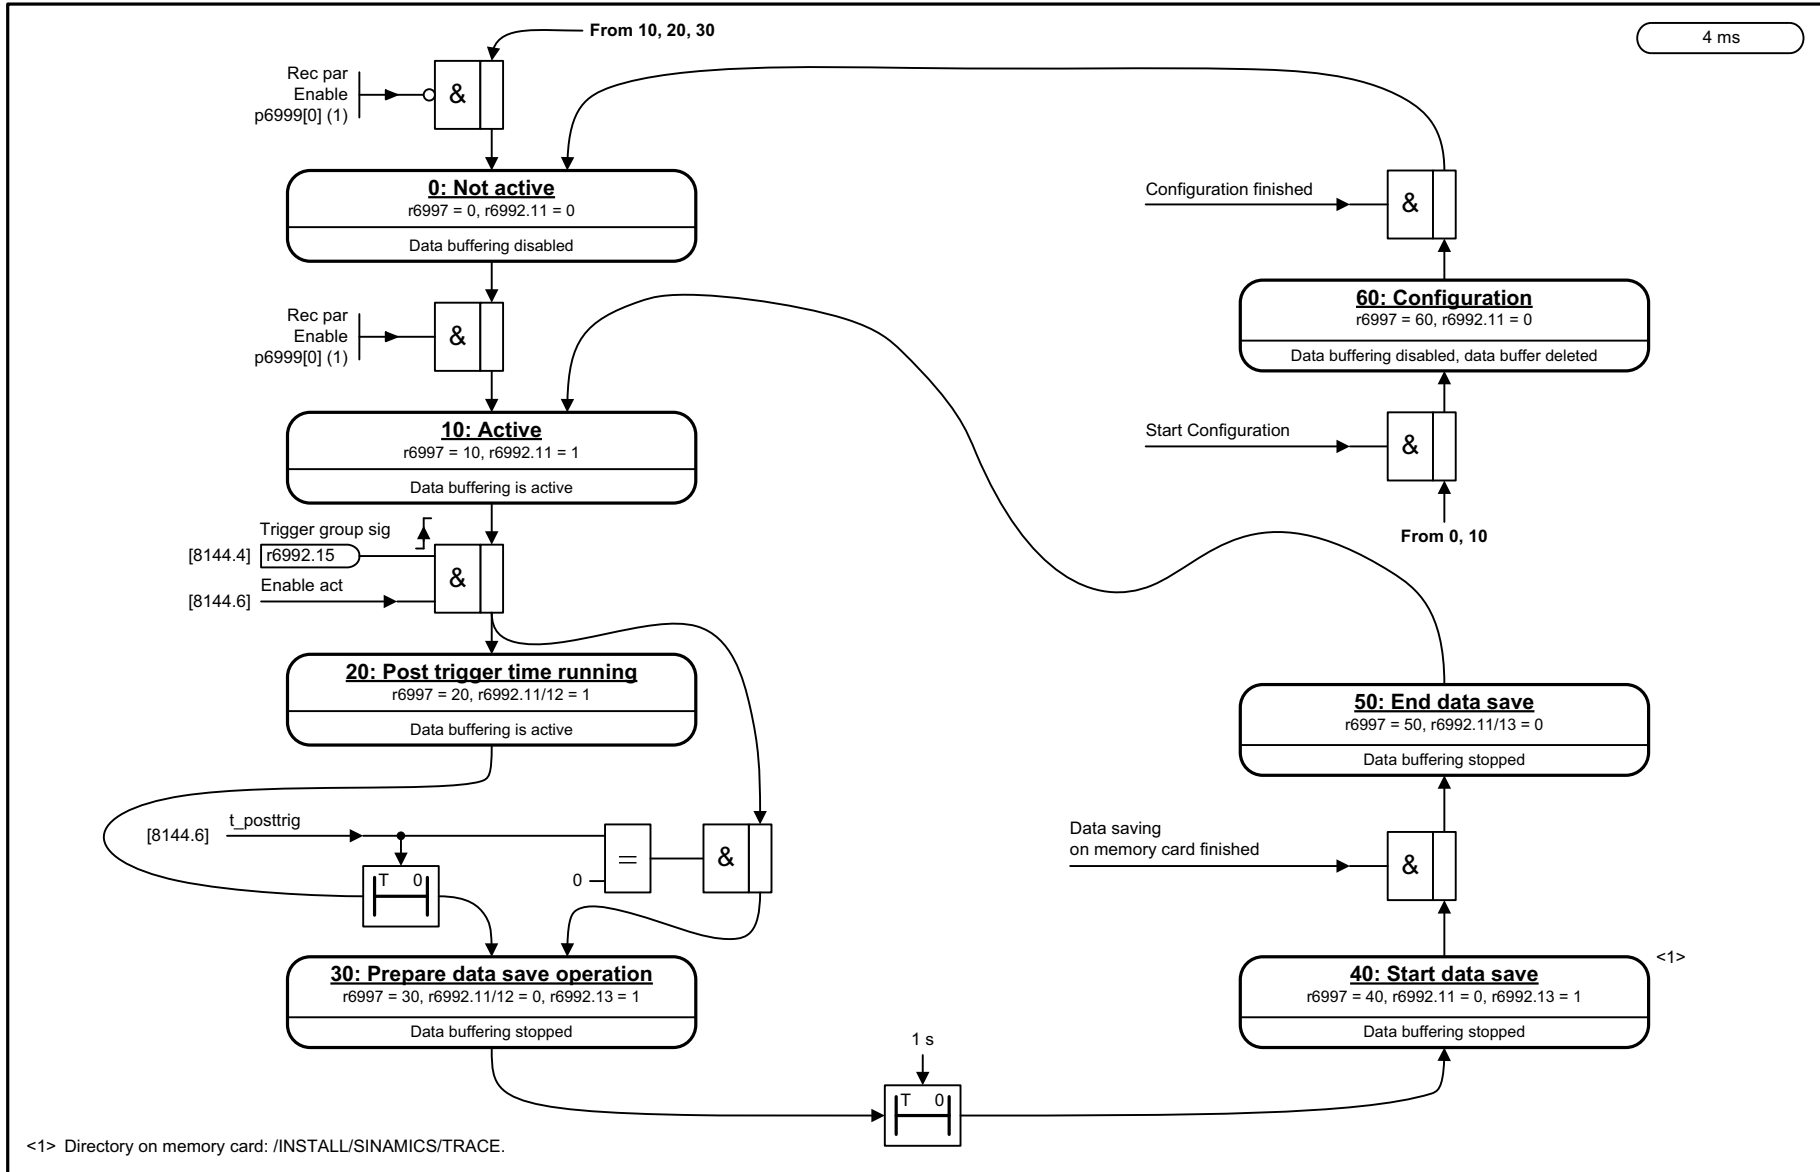 From 10, 20, 30
4 ms
Rec par
Enable
p6999[0] (1)
&
0: Not active
r6997 = 0, r6992.11 = 0
Data buffering disabled
Rec par
Enable
p6999[0] (1)
&
10: Active
r6997 = 10, r6992.11 = 1
Data buffering is active
Trigger group sig
[8144.4] r6992.15
&
Enable act
[8144.6]
20: Post trigger time running
r6997 = 20, r6992.11/12 = 1
Data buffering is active
t_posttrig
[8144.6]
=
&
0
T 0
30: Prepare data save operation
r6997 = 30, r6992.11/12 = 0, r6992.13 = 1
Data buffering stopped
1 s
T 0
Configuration finished
&
60: Configuration
r6997 = 60, r6992.11 = 0
Data buffering disabled, data buffer deleted
Start Configuration
&
From 0, 10
50: End data save
r6997 = 50, r6992.11/13 = 0
Data buffering stopped
Data saving
on memory card finished
&
<1>
40: Start data save
r6997 = 40, r6992.11 = 0, r6992.13 = 1
Data buffering stopped
<1> Directory on memory card: /INSTALL/SINAMICS/TRACE.